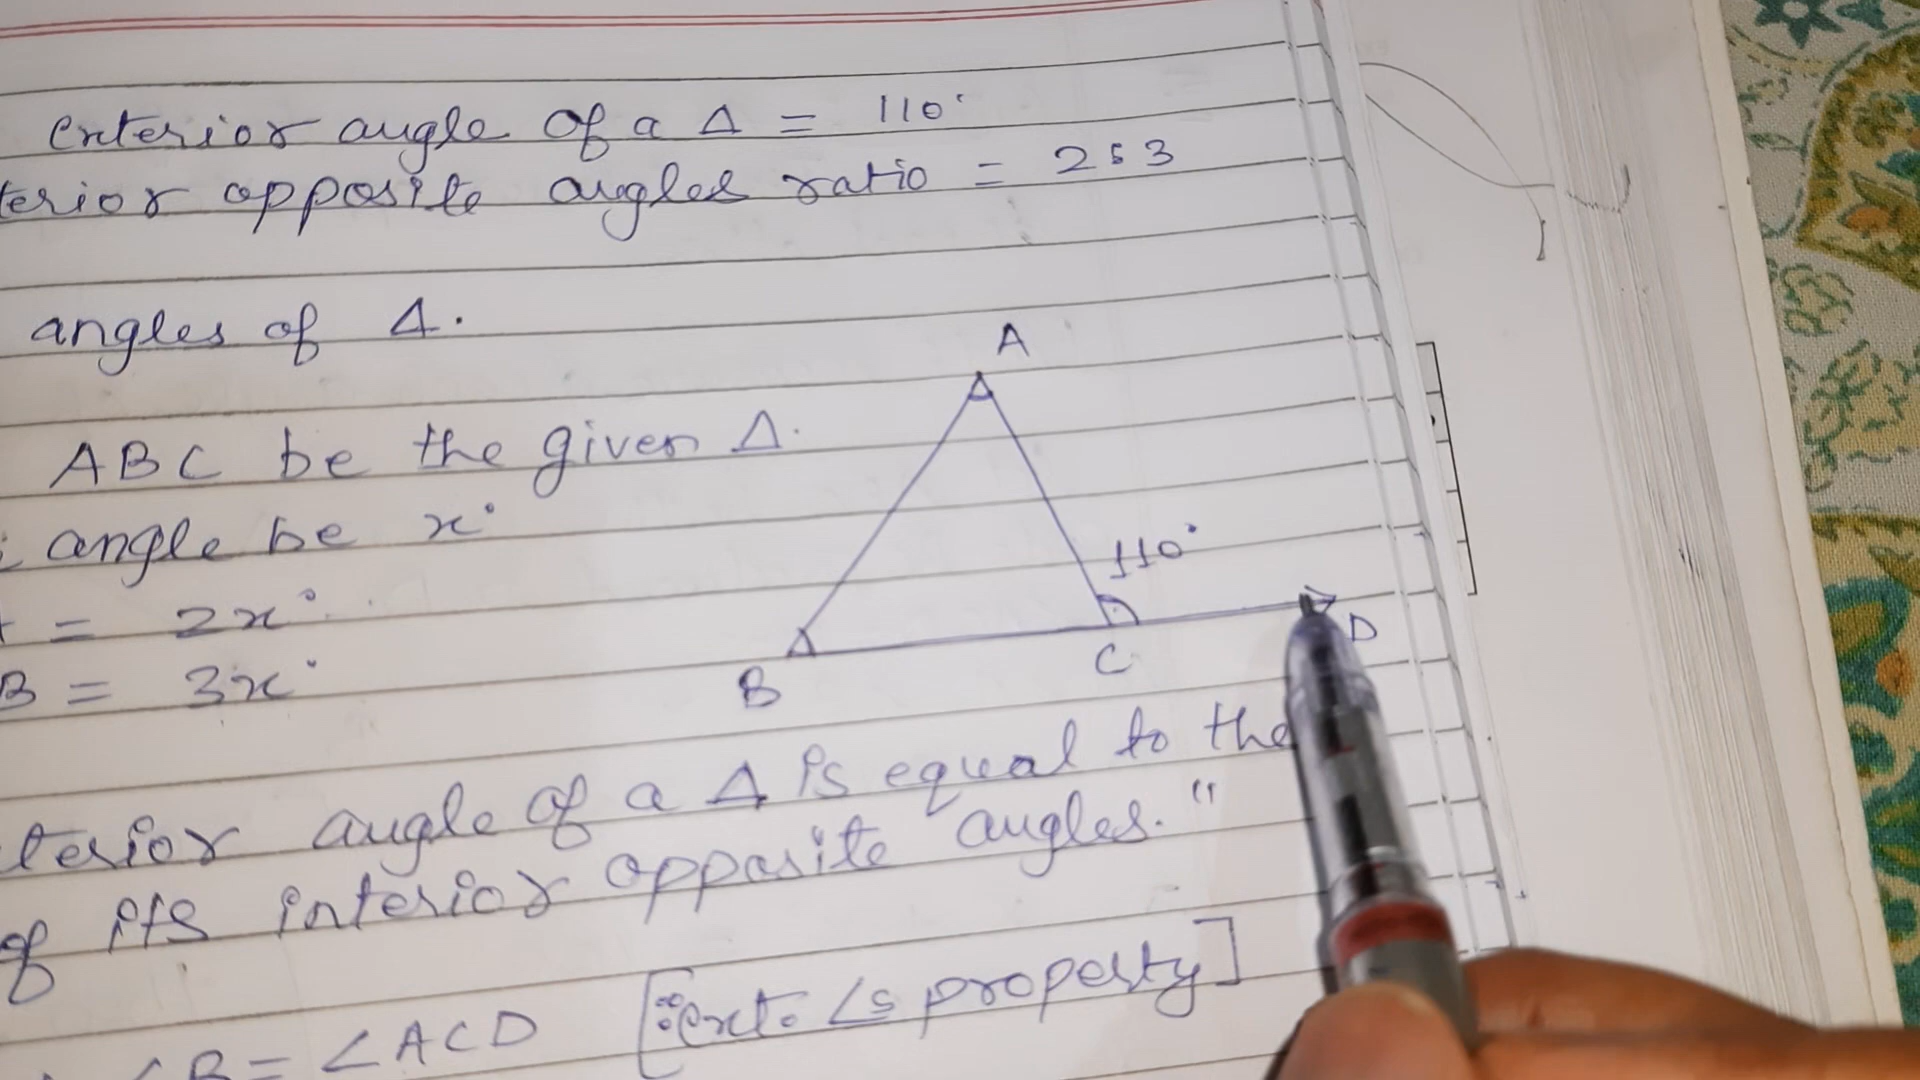 exterior angle of a Δ = 110°
terior opposite angles ratio = 2:3
angles of Δ.
ABC be the given Δ.
angle be x°
= 2x°
B = 3x°
A
110°
B
C
D
terior angle of a Δ is equal to the
of its interior opposite angles."
∠B = ∠ACD [∵ ext. ∠s property]